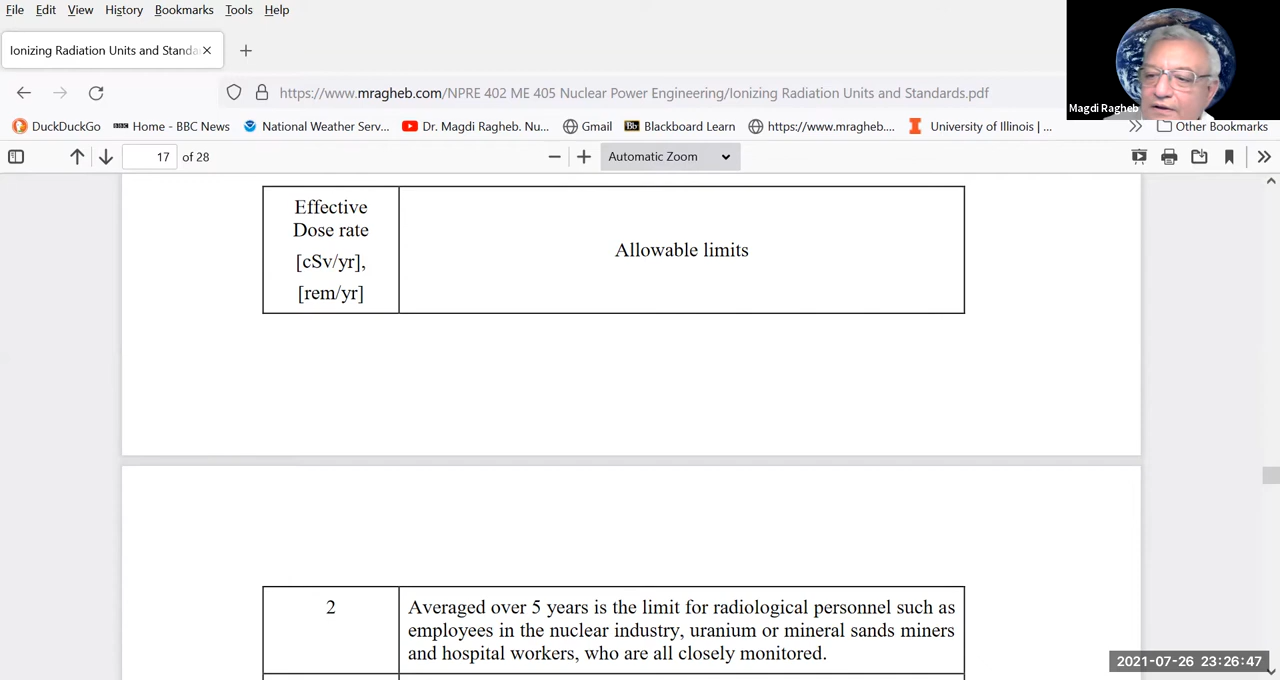 File Edit View History Bookmarks Tools Help
Ionizing Radiation Units and Standa
https://www.mragheb.com/NPRE 402 ME 405 Nuclear Power Engineering/Ionizing Radiation Units and Standards.pdf
Magdi Ragheb
DuckDuckGo BBC Home - BBC News National Weather Serv... Dr. Magdi Ragheb. Nu... Gmail Bb Blackboard Learn https://www.mragheb.... University of Illinois | ... Other Bookmarks
17 of 28 Automatic Zoom
Effective
Dose rate
[cSv/yr],
[rem/yr]
Allowable limits
2
Averaged over 5 years is the limit for radiological personnel such as
employees in the nuclear industry, uranium or mineral sands miners
and hospital workers, who are all closely monitored.
2021-07-26 23:26:47